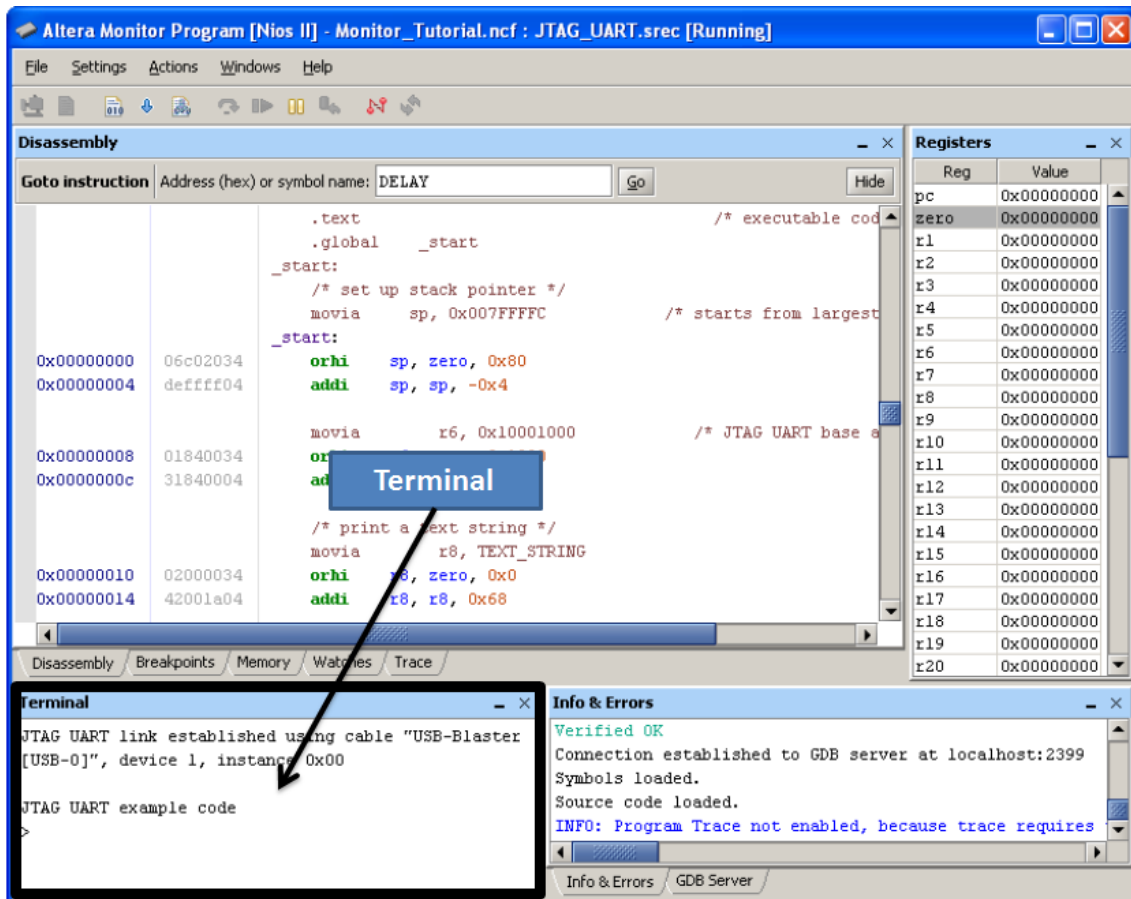 Altera Monitor Program [Nios II] - Monitor_Tutorial.ncf : JTAG_UART.srec [Running]
File Settings Actions Windows Help
Disassembly
Goto instruction Address (hex) or symbol name: DELAY Go Hide
.text /* executable cod
.global _start
_start:
/* set up stack pointer */
movia sp, 0x007FFFFC /* starts from largest
_start:
0x00000000 06c02034 orhi sp, zero, 0x80
0x00000004 deffff04 addi sp, sp, -0x4
movia r6, 0x10001000 /* JTAG UART base a
0x00000008 01840034 or
0x0000000c 31840004 ad
Terminal
/* print a text string */
movia r8, TEXT_STRING
0x00000010 02000034 orhi r8, zero, 0x0
0x00000014 42001a04 addi r8, r8, 0x68
Disassembly Breakpoints Memory Watches Trace
Registers
Reg Value
pc 0x00000000
zero 0x00000000
r1 0x00000000
r2 0x00000000
r3 0x00000000
r4 0x00000000
r5 0x00000000
r6 0x00000000
r7 0x00000000
r8 0x00000000
r9 0x00000000
r10 0x00000000
r11 0x00000000
r12 0x00000000
r13 0x00000000
r14 0x00000000
r15 0x00000000
r16 0x00000000
r17 0x00000000
r18 0x00000000
r19 0x00000000
r20 0x00000000
Terminal
JTAG UART link established using cable "USB-Blaster
[USB-0]", device 1, instance 0x00
JTAG UART example code
>
Info & Errors
Verified OK
Connection established to GDB server at localhost:2399
Symbols loaded.
Source code loaded.
INFO: Program Trace not enabled, because trace requires
Info & Errors GDB Server